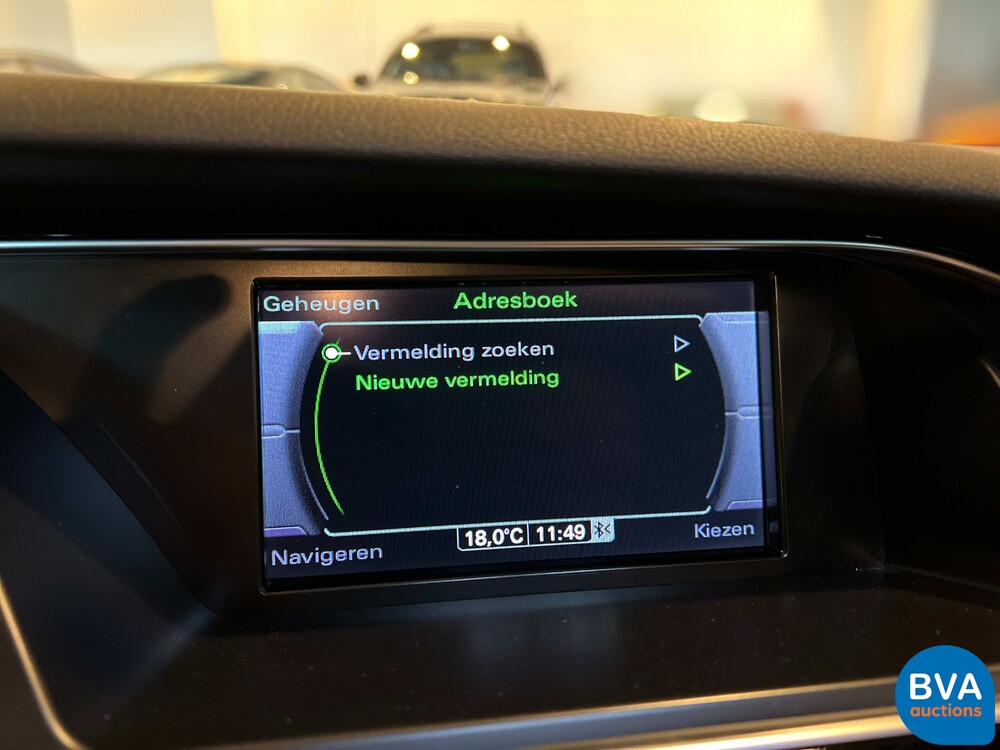 Geheugen
Adresboek
Vermelding zoeken
Nieuwe vermelding
18,0°C 11:49
Navigeren
Kiezen
BVA
auctions